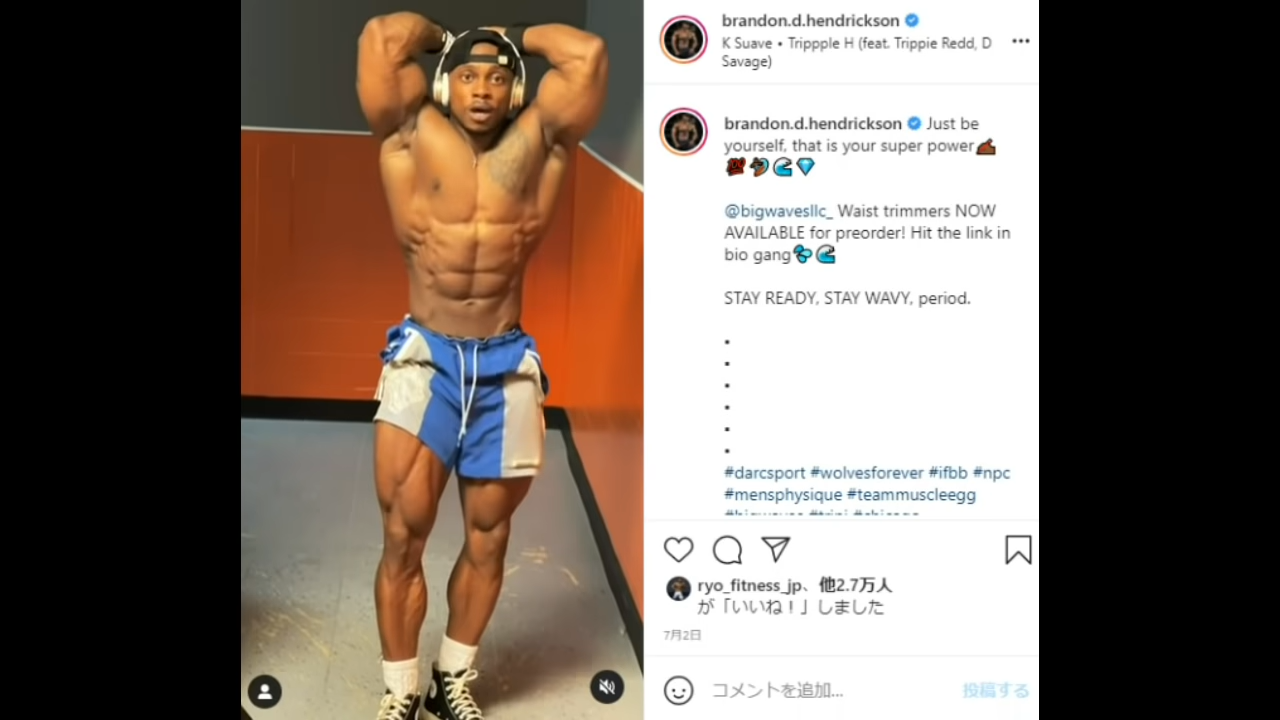 brandon.d.hendrickson
K Suave • Trippple H (feat. Trippie Redd, D
Savage)
brandon.d.hendrickson Just be
yourself, that is your super power
@bigwavesllc_ Waist trimmers NOW
AVAILABLE for preorder! Hit the link in
bio gang
STAY READY, STAY WAVY, period.
.
.
.
.
.
.
#darcsport #wolvesforever #ifbb #npc
#mensphysique #teammuscleegg
ryo_fitness_jp、他2.7万人
が「いいね！」しました
7月2日
コメントを追加... 投稿する